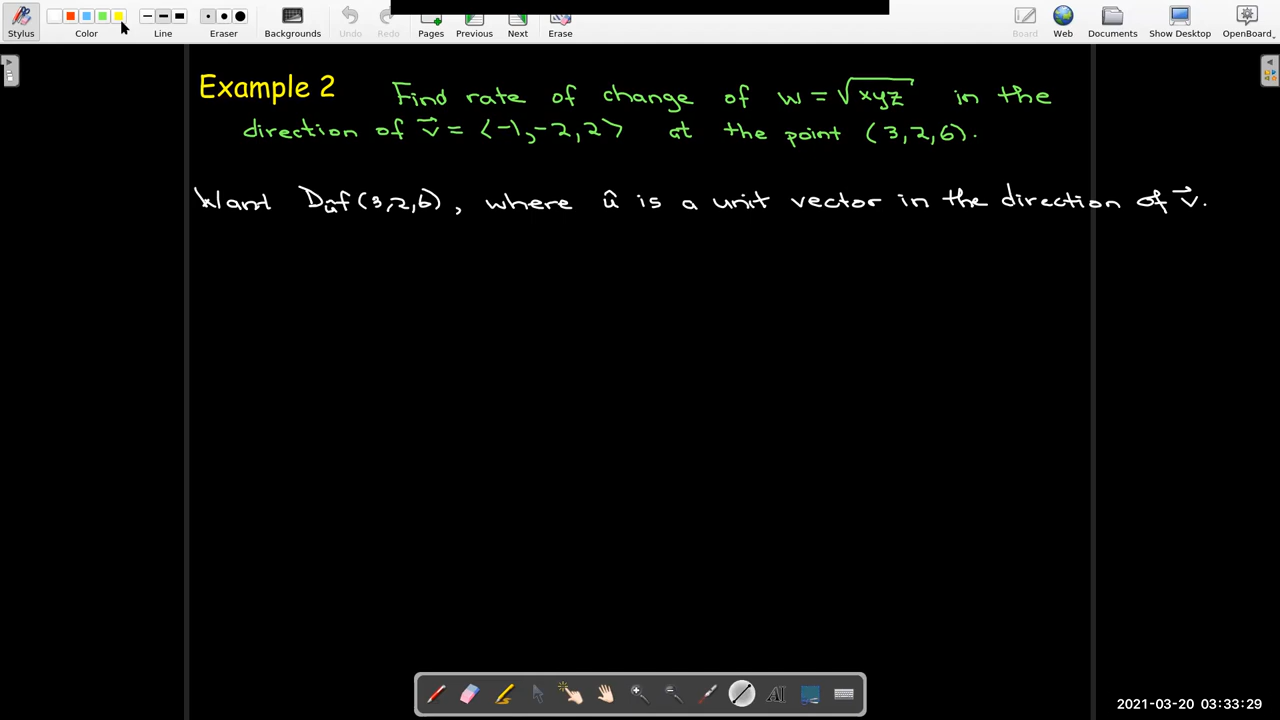 Stylus Color Line Eraser Backgrounds Undo Redo Pages Previous Next Erase Board Web Documents Show Desktop OpenBoard
Example 2 Find rate of change of w = √xyz in the
direction of v⃗ = ⟨-1,-2,2⟩ at the point (3,2,6).
Want Dûf(3,2,6), where û is a unit vector in the direction of v⃗.
AI
2021-03-20 03:33:29